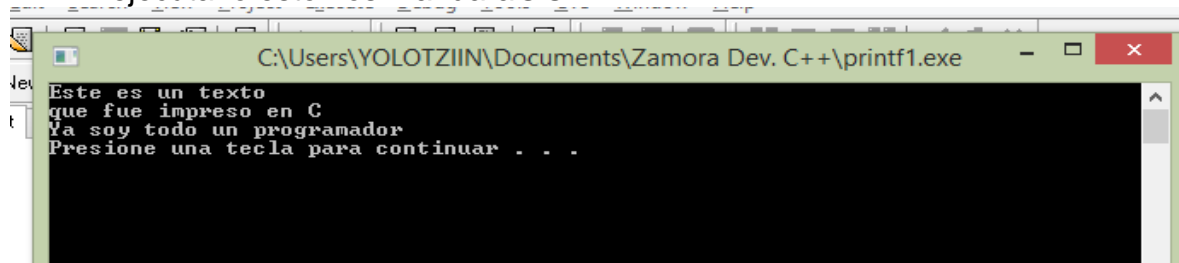 C:\Users\YOLOTZIIN\Documents\Zamora Dev. C++\printf1.exe
Este es un texto
que fue impreso en C
Ya soy todo un programador
Presione una tecla para continuar . . .